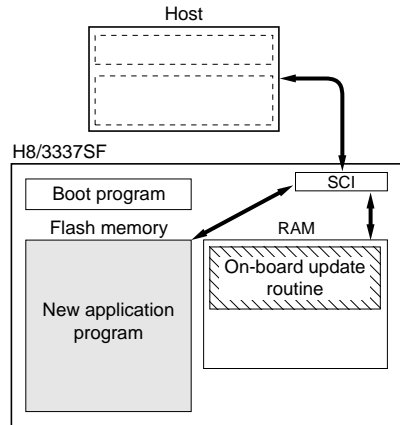 Host
H8/3337SF
SCI
Boot program
Flash memory
RAM
On-board update
routine
New application
program